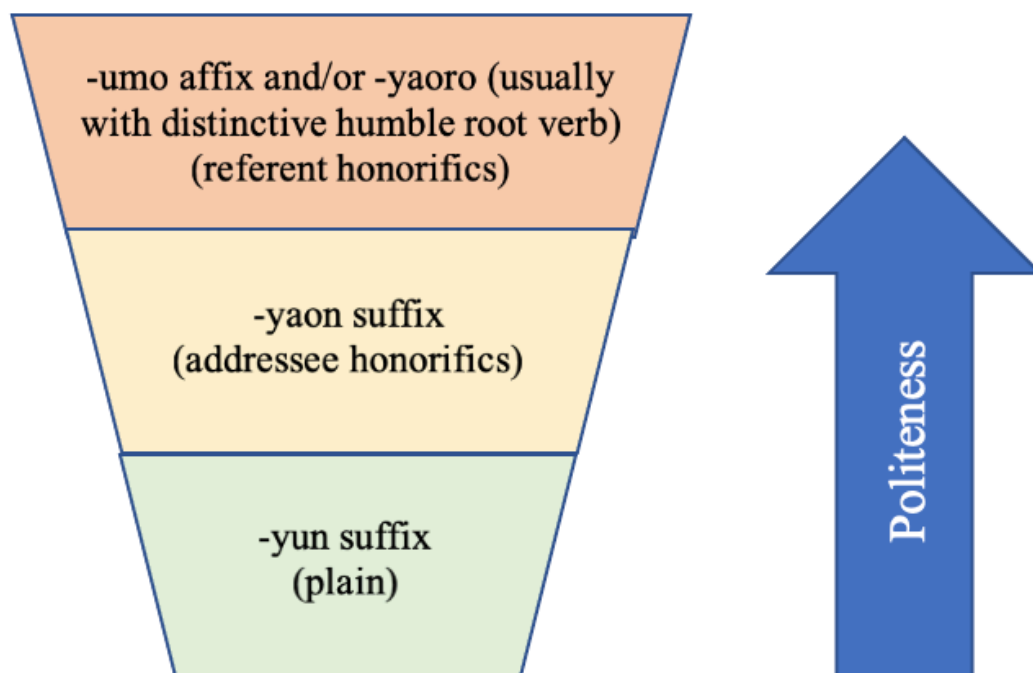 -umo affix and/or -yaoro (usually
with distinctive humble root verb)
(referent honorifics)
-yaon suffix
(addressee honorifics)
-yun suffix
(plain)
Politeness